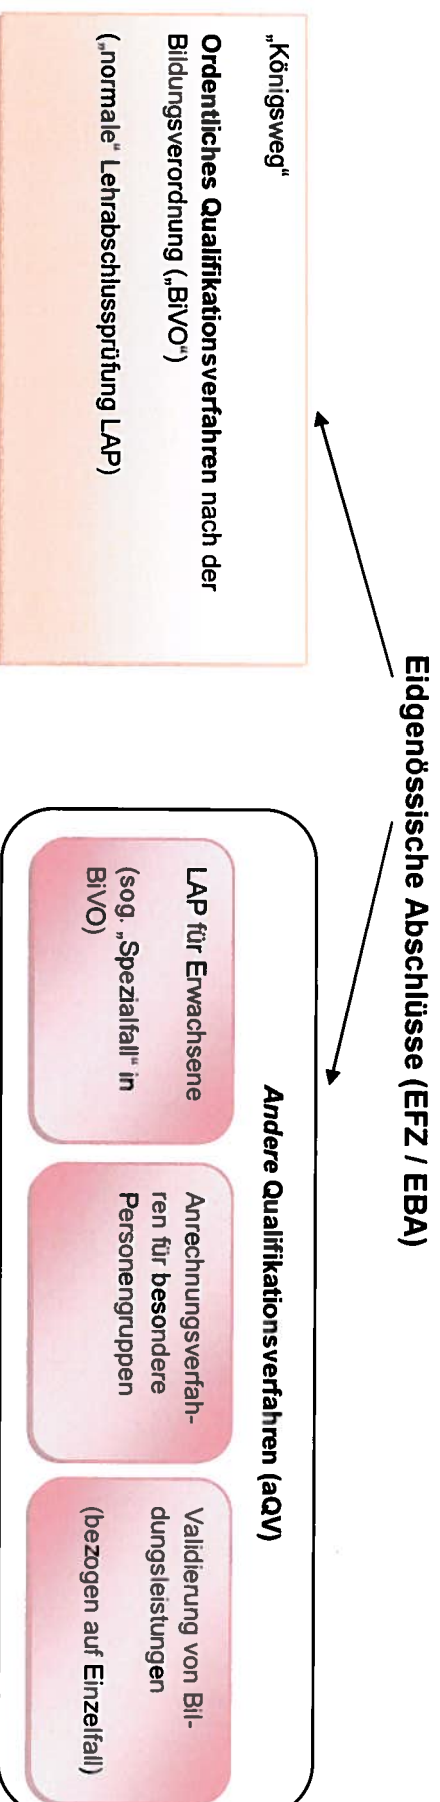 Eidgenössische Abschlüsse (EFZ / EBA)
„Königsweg“
Ordentliches Qualifikationsverfahren nach der
Bildungsverordnung („BiVO“)
(„normale“ Lehrabschlussprüfung LAP)
Andere Qualifikationsverfahren (aQV)
LAP für Erwachsene
(sog. „Spezialfall“ in
BiVO)
Anrechnungsverfah-
ren für besondere
Personengruppen
Validierung von Bil-
dungsleistungen
(bezogen auf Einzelfall)